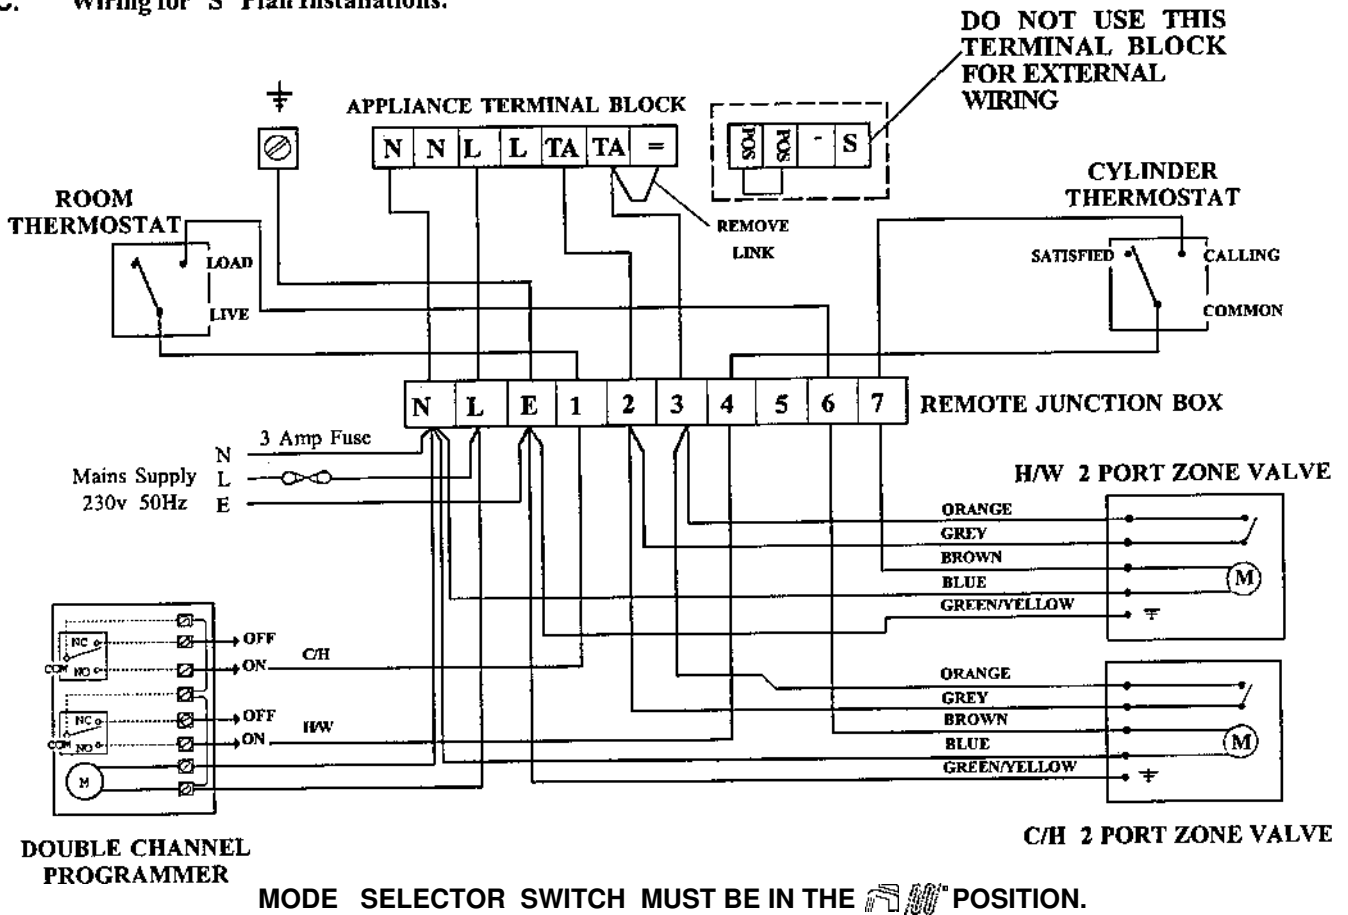 C. Wiring for "S" Plan Installations.
DO NOT USE THIS
TERMINAL BLOCK
FOR EXTERNAL
WIRING
APPLIANCE TERMINAL BLOCK
N N L L TA TA =
POS POS - S
REMOVE
LINK
ROOM
THERMOSTAT
LOAD
LIVE
CYLINDER
THERMOSTAT
SATISFIED
CALLING
COMMON
N L E 1 2 3 4 5 6 7
REMOTE JUNCTION BOX
3 Amp Fuse
Mains Supply
230v 50Hz
N
L
E
H/W 2 PORT ZONE VALVE
ORANGE
GREY
BROWN
BLUE
GREEN/YELLOW
M
NC
COM
NO
OFF
ON
C/H
NC
COM
NO
OFF
ON
H/W
M
ORANGE
GREY
BROWN
BLUE
GREEN/YELLOW
M
C/H 2 PORT ZONE VALVE
DOUBLE CHANNEL
PROGRAMMER
MODE SELECTOR SWITCH MUST BE IN THE POSITION.